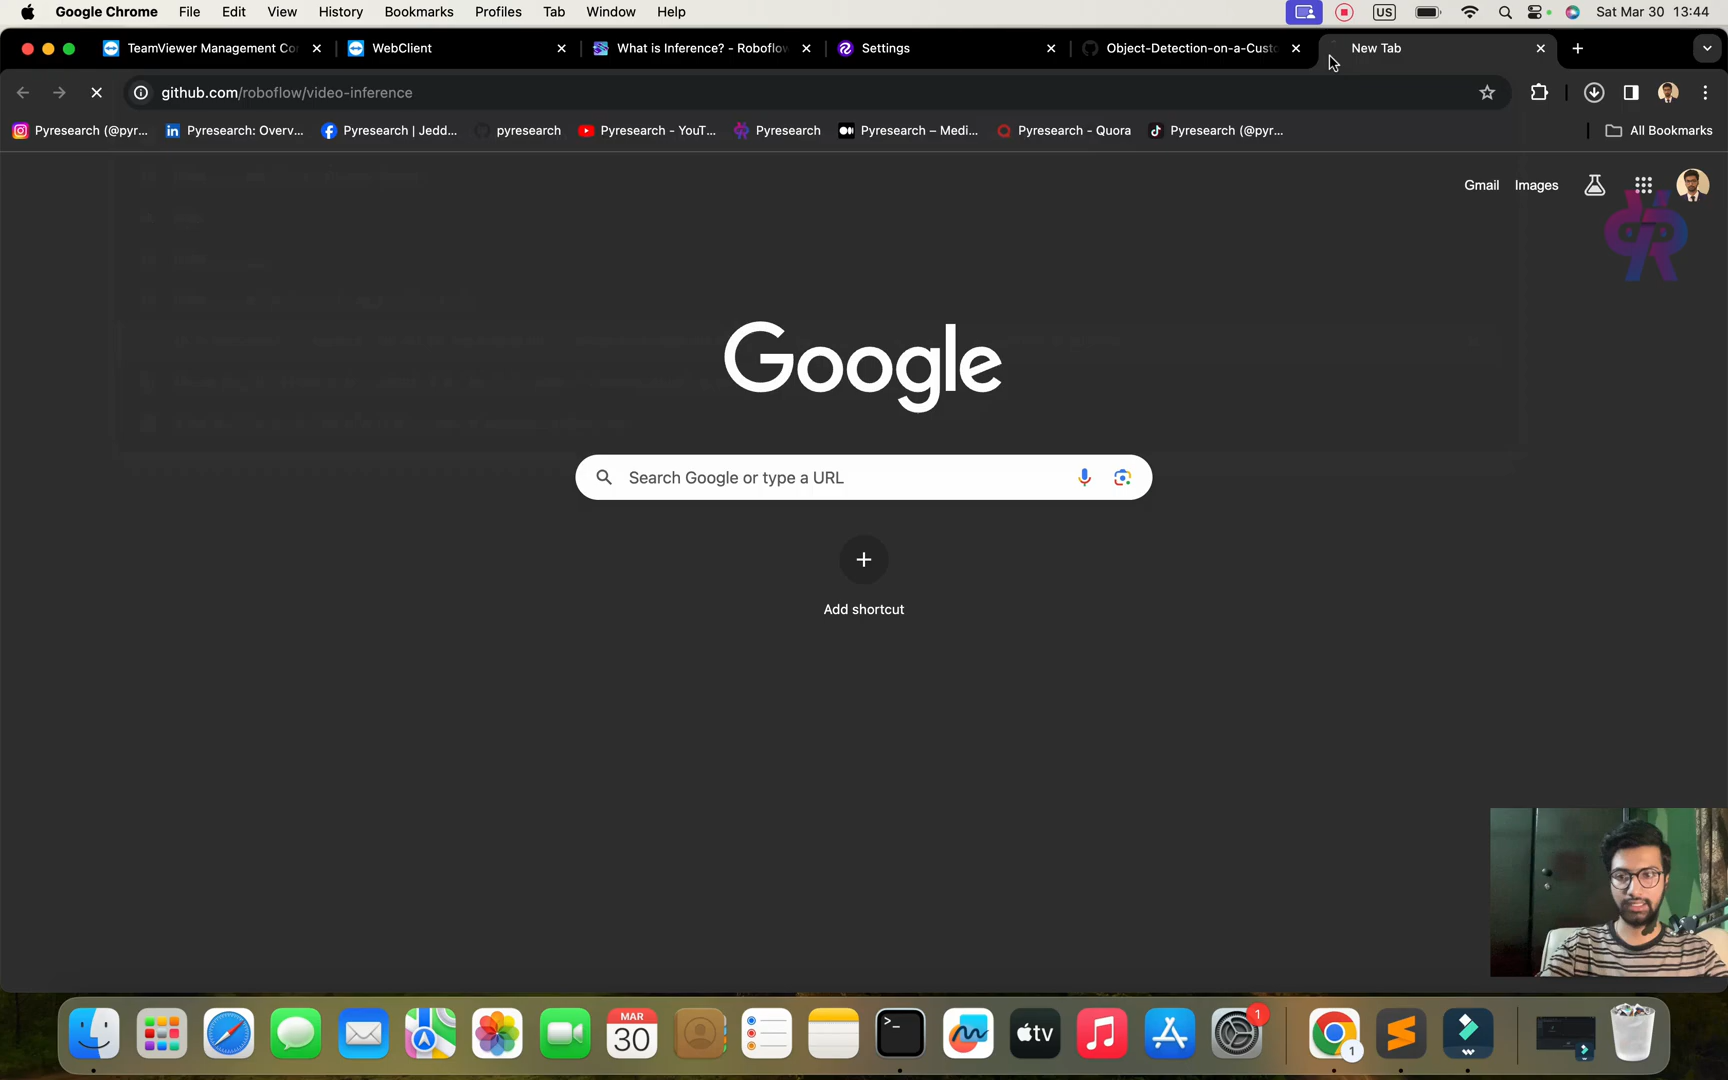 Google Chrome File Edit View History Bookmarks Profiles Tab Window Help US Sat Mar 30 13:44
TeamViewer Management Co WebClient What is Inference? - Roboflow Settings Object-Detection-on-a-Custo New Tab
github.com/roboflow/video-inference
Pyresearch (@pyr... Pyresearch: Overv... Pyresearch | Jedd... pyresearch Pyresearch - YouT... Pyresearch Pyresearch – Medi... Pyresearch - Quora Pyresearch (@pyr... All Bookmarks
Gmail Images
Google
Search Google or type a URL
Add shortcut
MAR
30
>_
tv
1
1